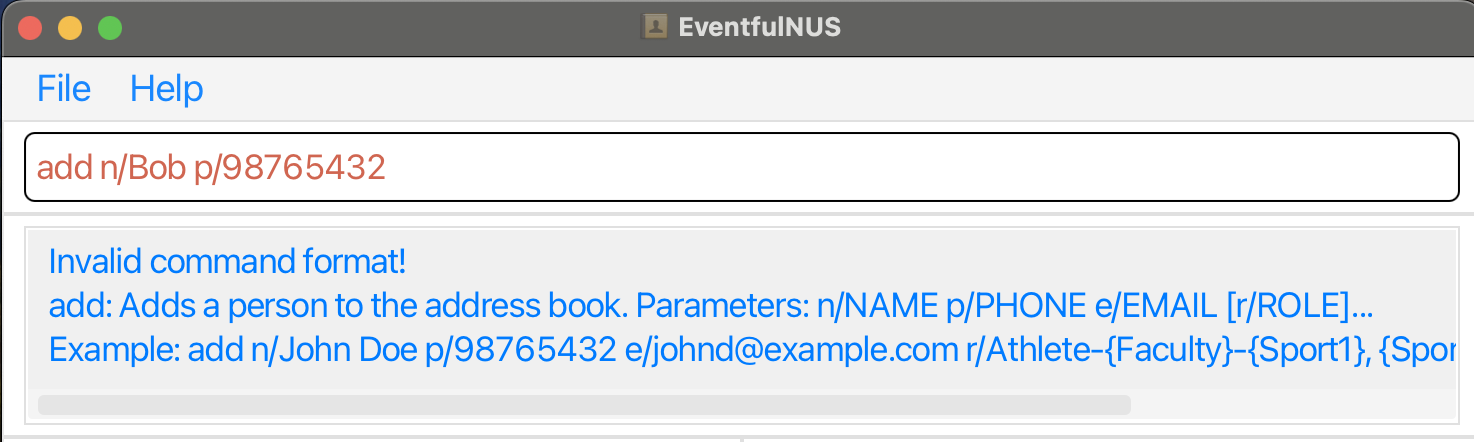 EventfulNUS
File Help
add n/Bob p/98765432
Invalid command format!
add: Adds a person to the address book. Parameters: n/NAME p/PHONE e/EMAIL [r/ROLE]...
Example: add n/John Doe p/98765432 e/johnd@example.com r/Athlete-{Faculty}-{Sport1}, {Spor